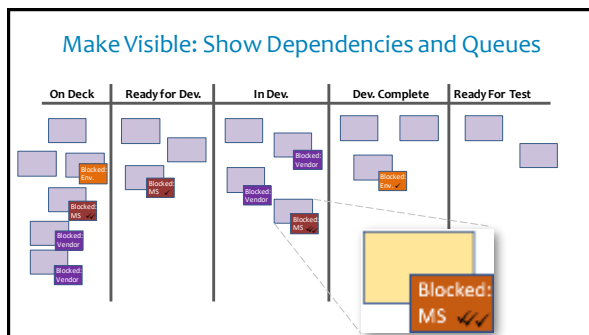 Make Visible: Show Dependencies and Queues
On Deck
Ready for Dev.
In Dev.
Dev. Complete
Ready For Test
Blocked:
Env.
Blocked:
MS ✓✓
Blocked:
Vendor
Blocked:
Vendor
Blocked:
MS ✓
Blocked:
Vendor
Blocked:
Vendor
Blocked:
MS ✓✓
Blocked:
Env ✓
Blocked:
MS ✓✓